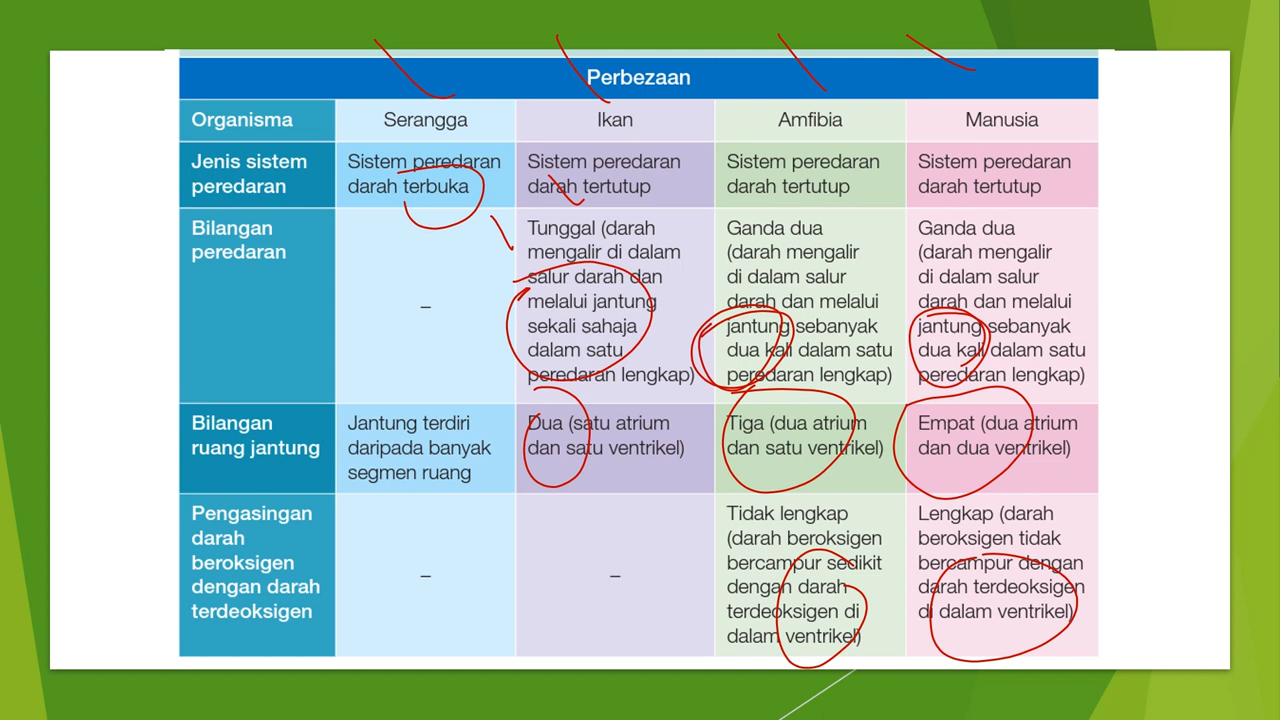 Perbezaan
Organisma
Serangga
Ikan
Amfibia
Manusia
Jenis sistem
peredaran
Sistem peredaran
darah terbuka
Sistem peredaran
darah tertutup
Sistem peredaran
darah tertutup
Sistem peredaran
darah tertutup
Bilangan
peredaran
–
Tunggal (darah
mengalir di dalam
salur darah dan
melalui jantung
sekali sahaja
dalam satu
peredaran lengkap)
Ganda dua
(darah mengalir
di dalam salur
darah dan melalui
jantung sebanyak
dua kali dalam satu
peredaran lengkap)
Ganda dua
(darah mengalir
di dalam salur
darah dan melalui
jantung sebanyak
dua kali dalam satu
peredaran lengkap)
Bilangan
ruang jantung
Jantung terdiri
daripada banyak
segmen ruang
Dua (satu atrium
dan satu ventrikel)
Tiga (dua atrium
dan satu ventrikel)
Empat (dua atrium
dan dua ventrikel)
Pengasingan
darah
beroksigen
dengan darah
terdeoksigen
–
–
Tidak lengkap
(darah beroksigen
bercampur sedikit
dengan darah
terdeoksigen di
dalam ventrikel)
Lengkap (darah
beroksigen tidak
bercampur dengan
darah terdeoksigen
di dalam ventrikel)